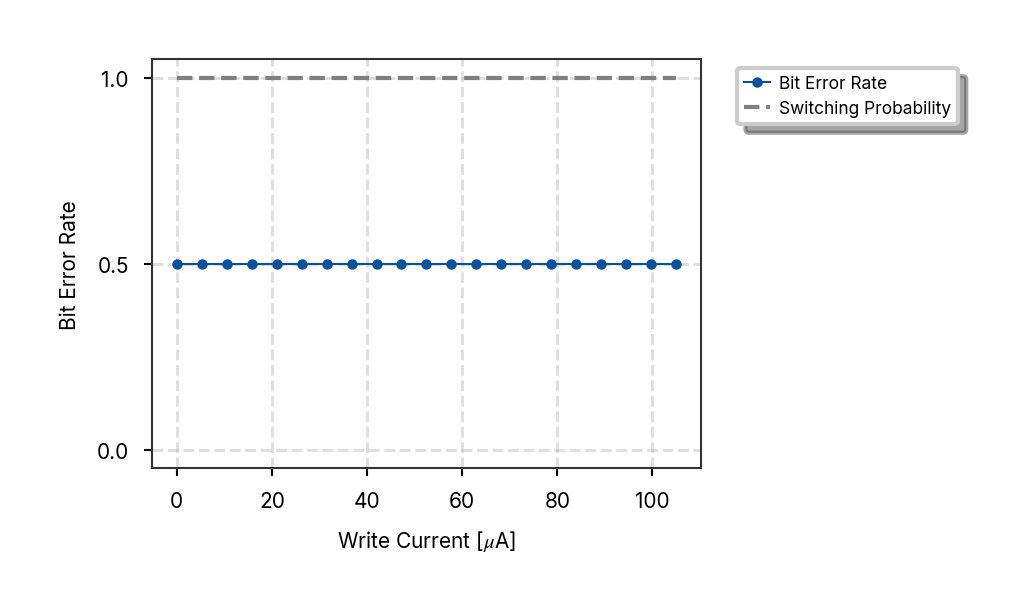 1.0
0.5
0.0
Bit Error Rate
0
20
40
60
80
100
Write Current [μA]
Bit Error Rate
Switching Probability